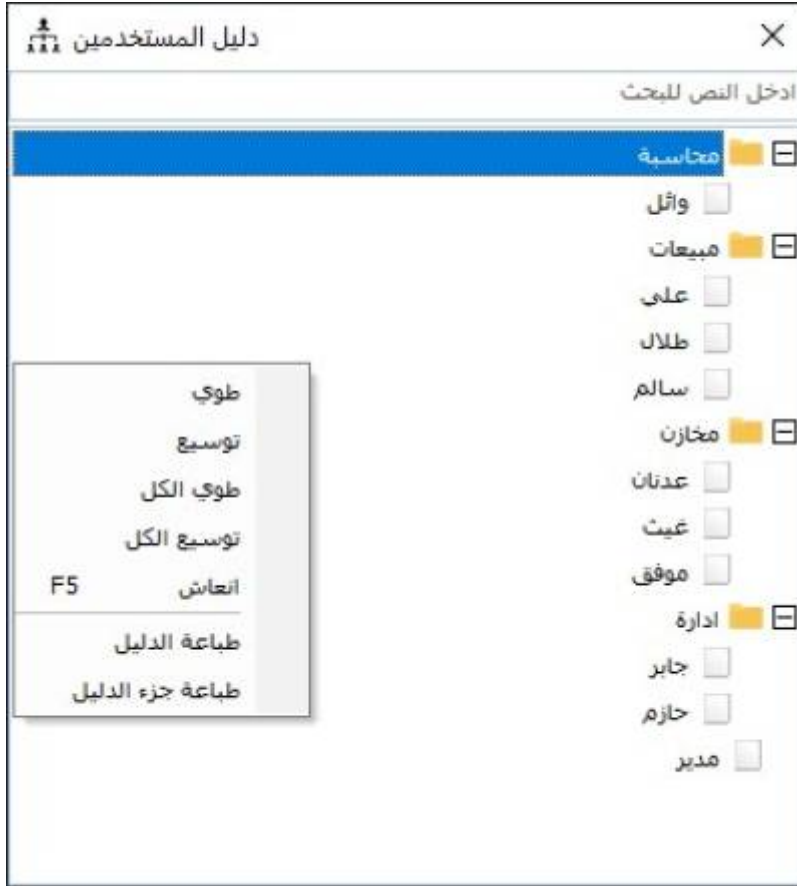 دليل المستخدمين
ادخل النص للبحث
محاسبة
وائل
مبيعات
على
طلال
سالم
مخازن
عدنان
غيث
موفق
ادارة
جابر
حازم
مدير
طوي
توسيع
طوي الكل
توسيع الكل
انعاش F5
طباعة الدليل
طباعة جزء الدليل